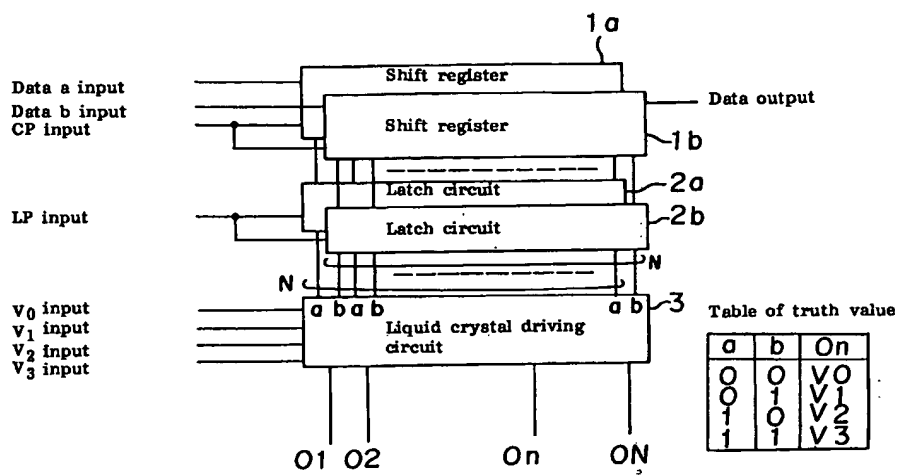 1a
Shift register
Data a input
Data b input
Data output
CP input
Shift register
1b
2a
Latch circuit
LP input
Latch circuit
2b
N
N
V0 input
a b a b a b
3
V1 input
Liquid crystal driving
circuit
V2 input
V3 input
Table of truth value
a b On
0 0 V0
0 1 V1
1 0 V2
1 1 V3
O1 O2 On ON